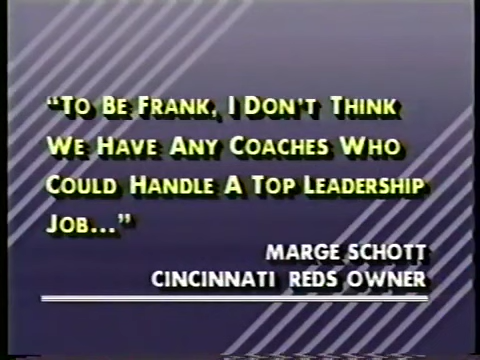 “To Be Frank, I Don't Think
We Have Any Coaches Who
Could Handle A Top Leadership
Job...”
MARGE SCHOTT
CINCINNATI REDS OWNER